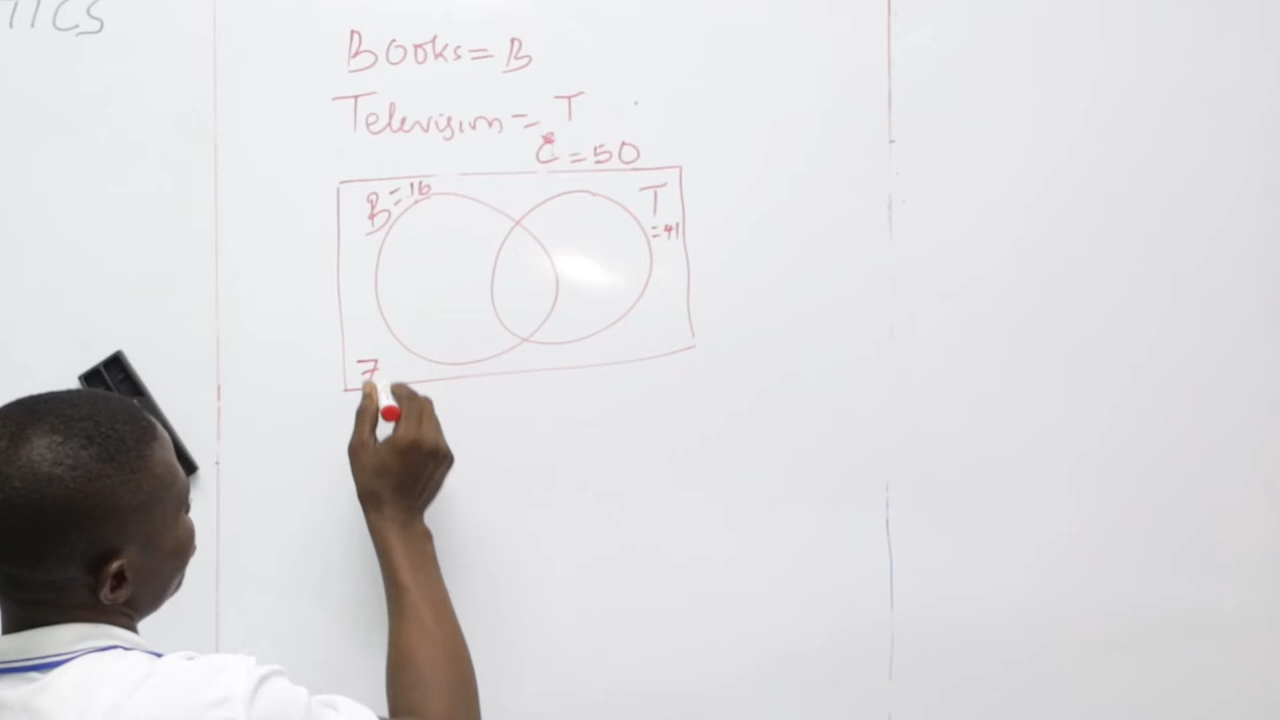 TICS
Books = B
Television = T
ℰ = 50
B = 16
T
= 41
7